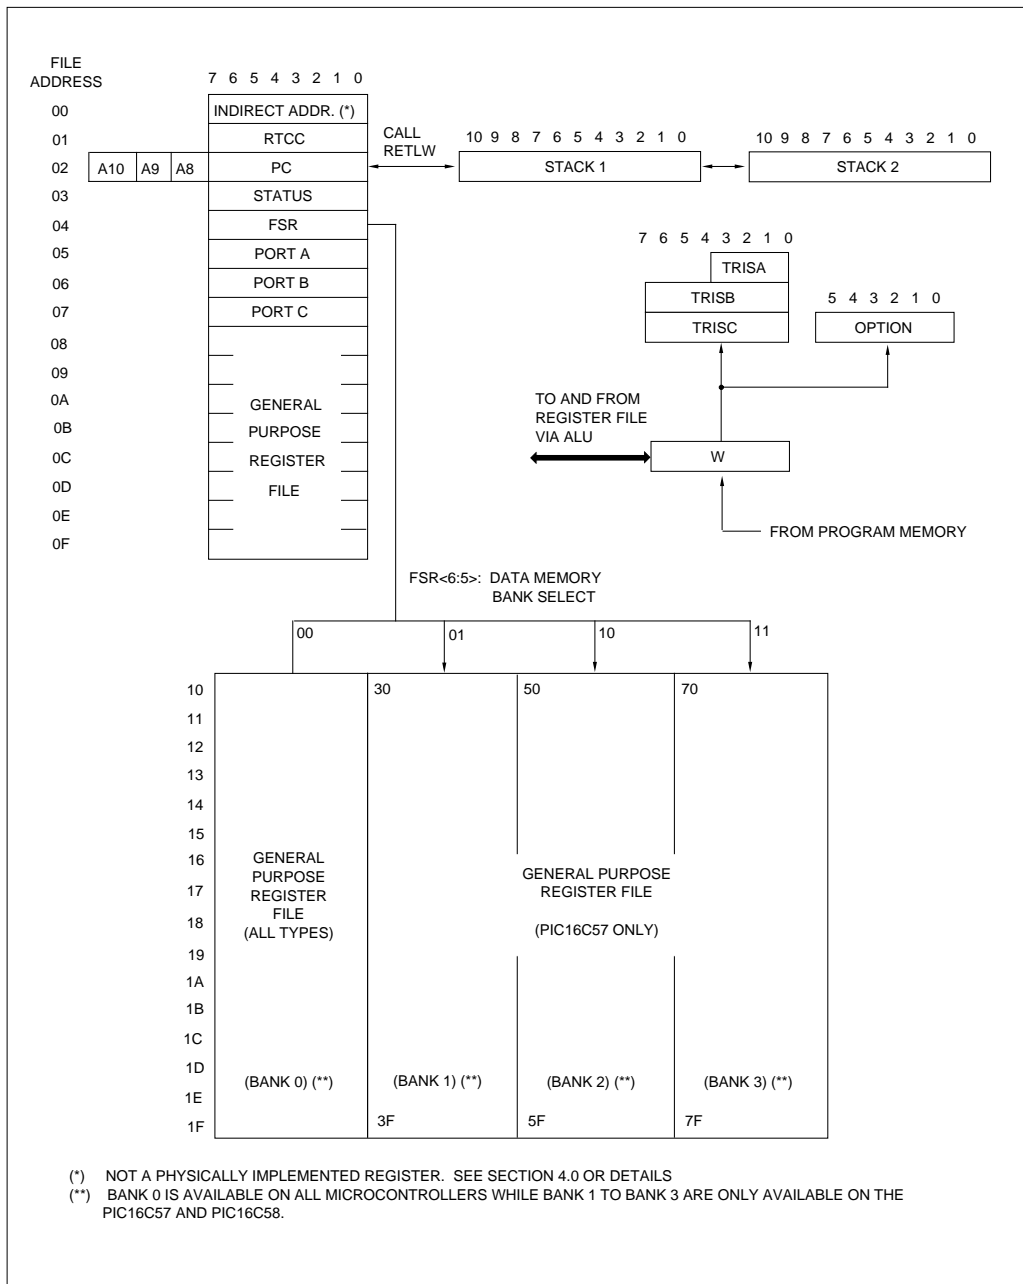 FILE
ADDRESS
7 6 5 4 3 2 1 0
00 INDIRECT ADDR. (*)
01 RTCC
CALL
RETLW
10 9 8 7 6 5 4 3 2 1 0
10 9 8 7 6 5 4 3 2 1 0
02 A10 A9 A8 PC STACK 1 STACK 2
03 STATUS
04 FSR
05 PORT A
06 PORT B
07 PORT C
08
09
0A
0B
0C
0D
0E
0F
GENERAL
PURPOSE
REGISTER
FILE
7 6 5 4 3 2 1 0
TRISA
TRISB
TRISC
5 4 3 2 1 0
OPTION
TO AND FROM
REGISTER FILE
VIA ALU
W
FROM PROGRAM MEMORY
FSR<6:5>: DATA MEMORY
BANK SELECT
00 01 10 11
10 30 50 70
11
12
13
14
15
16
17
18
19
1A
1B
1C
1D
1E
1F
GENERAL
PURPOSE
REGISTER
FILE
(ALL TYPES)
GENERAL PURPOSE
REGISTER FILE
(PIC16C57 ONLY)
(BANK 0) (**) (BANK 1) (**) (BANK 2) (**) (BANK 3) (**)
3F 5F 7F
(*) NOT A PHYSICALLY IMPLEMENTED REGISTER. SEE SECTION 4.0 OR DETAILS
(**) BANK 0 IS AVAILABLE ON ALL MICROCONTROLLERS WHILE BANK 1 TO BANK 3 ARE ONLY AVAILABLE ON THE
PIC16C57 AND PIC16C58.